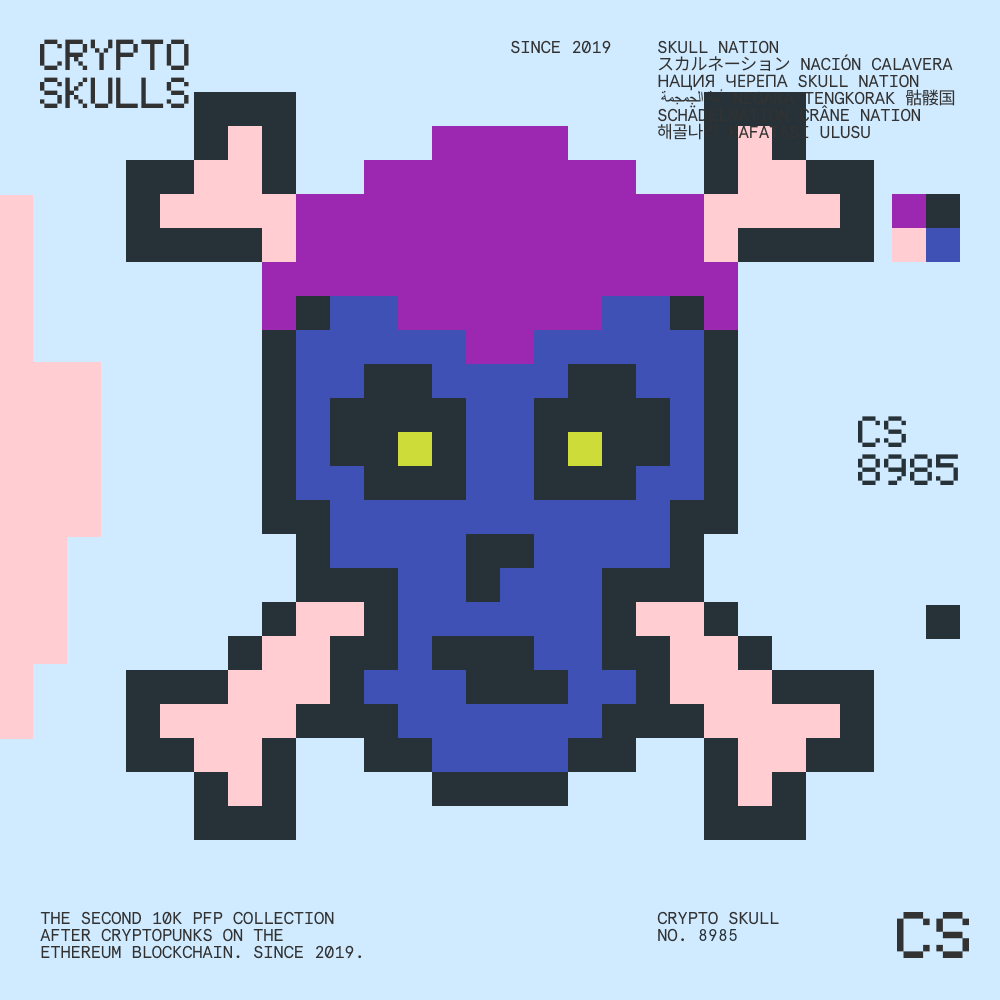 CRYPTO
SKULLS
SINCE 2019
SKULL NATION
スカルネーション NACIÓN CALAVERA
НАЦИЯ ЧЕРЕПА SKULL NATION
TENGKORAK 骷髅国
CRÂNE NATION
해골나 ULUSU
CS
8985
THE SECOND 10K PFP COLLECTION
AFTER CRYPTOPUNKS ON THE
ETHEREUM BLOCKCHAIN. SINCE 2019.
CRYPTO SKULL
NO. 8985
CS